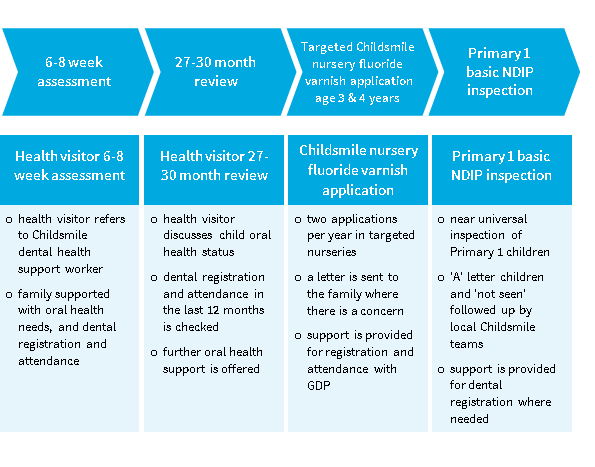 6-8 week
assessment
27-30 month
review
Targeted Childsmile
nursery fluoride
varnish application
age 3 & 4 years
Primary 1
basic NDIP
inspection
Health visitor 6-8
week assessment
o health visitor refers
to Childsmile
dental health
support worker
o family supported
with oral health
needs, and dental
registration and
attendance
Health visitor 27-
30 month review
o health visitor
discusses child oral
health status
o dental registration
and attendance in
the last 12 months
is checked
o further oral health
support is offered
Childsmile nursery
fluoride varnish
application
o two applications
per year in targeted
nurseries
o a letter is sent to
the family where
there is a concern
o support is provided
for registration and
attendance with
GDP
Primary 1 basic
NDIP inspection
o near universal
inspection of
Primary 1 children
o 'A' letter children
and 'not seen'
followed up by
local Childsmile
teams
o support is provided
for dental
registration where
needed